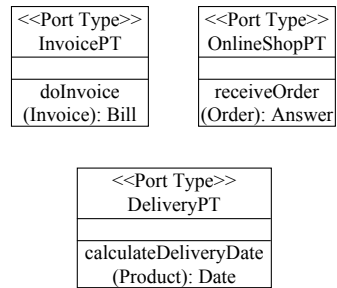 <<Port Type>>
InvoicePT
doInvoice
(Invoice): Bill
<<Port Type>>
OnlineShopPT
receiveOrder
(Order): Answer
<<Port Type>>
DeliveryPT
calculateDeliveryDate
(Product): Date